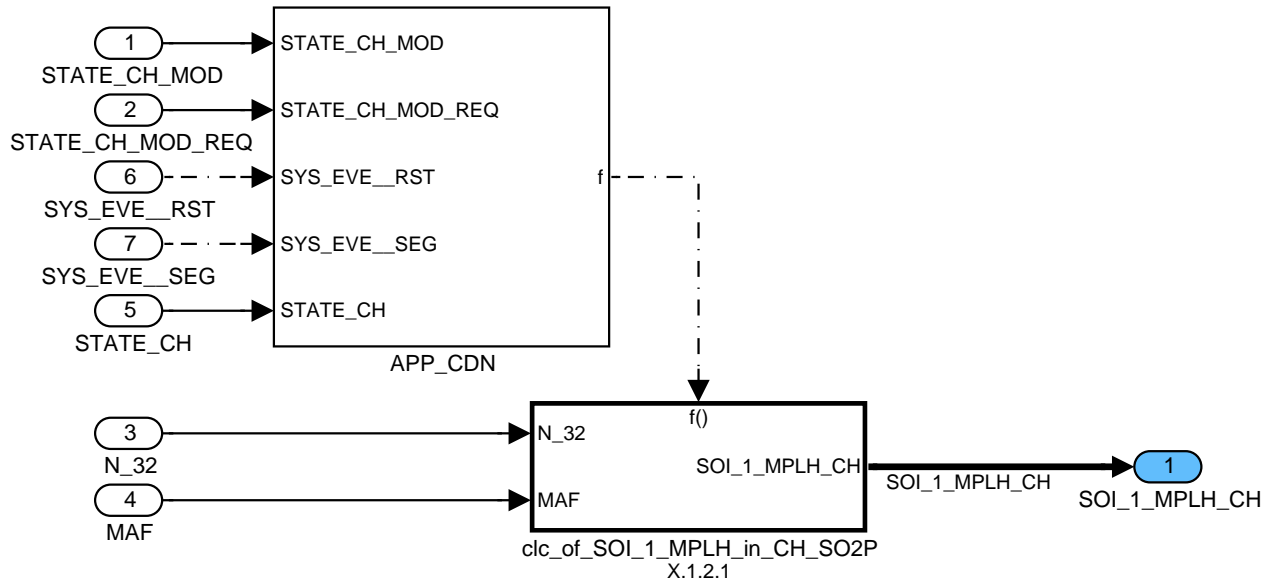 1
STATE_CH_MOD
STATE_CH_MOD
2
STATE_CH_MOD_REQ
STATE_CH_MOD_REQ
6
SYS_EVE__RST
f
SYS_EVE__RST
7
SYS_EVE__SEG
SYS_EVE__SEG
5
STATE_CH
STATE_CH
APP_CDN
f()
3
N_32
N_32
SOI_1_MPLH_CH
1
SOI_1_MPLH_CH
SOI_1_MPLH_CH
4
MAF
MAF
clc_of_SOI_1_MPLH_in_CH_SO2P
X.1.2.1